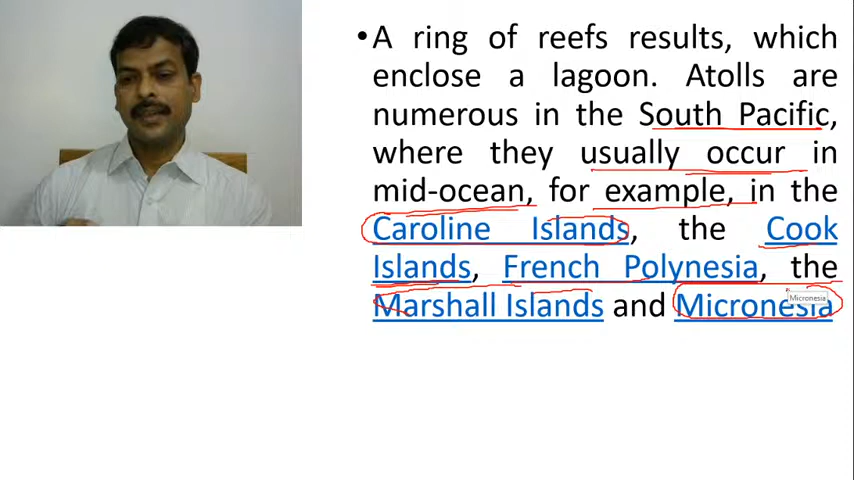 •A ring of reefs results, which
enclose a lagoon. Atolls are
numerous in the South Pacific,
where they usually occur in
mid-ocean, for example, in the
Caroline Islands, the Cook
Islands, French Polynesia, the
Marshall Islands and Micronesia
Micronesia